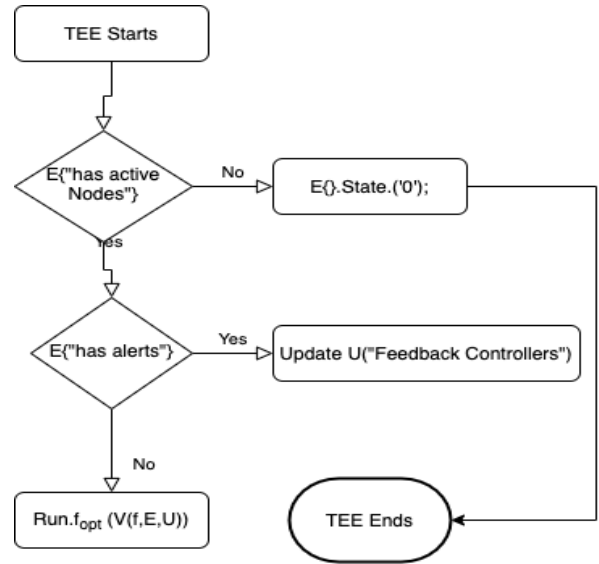 TEE Starts
E{"has active
Nodes"}
No
E{}.State.('0');
Yes
E{"has alerts"}
Yes
Update U("Feedback Controllers")
No
Run.fopt (V(f,E,U))
TEE Ends